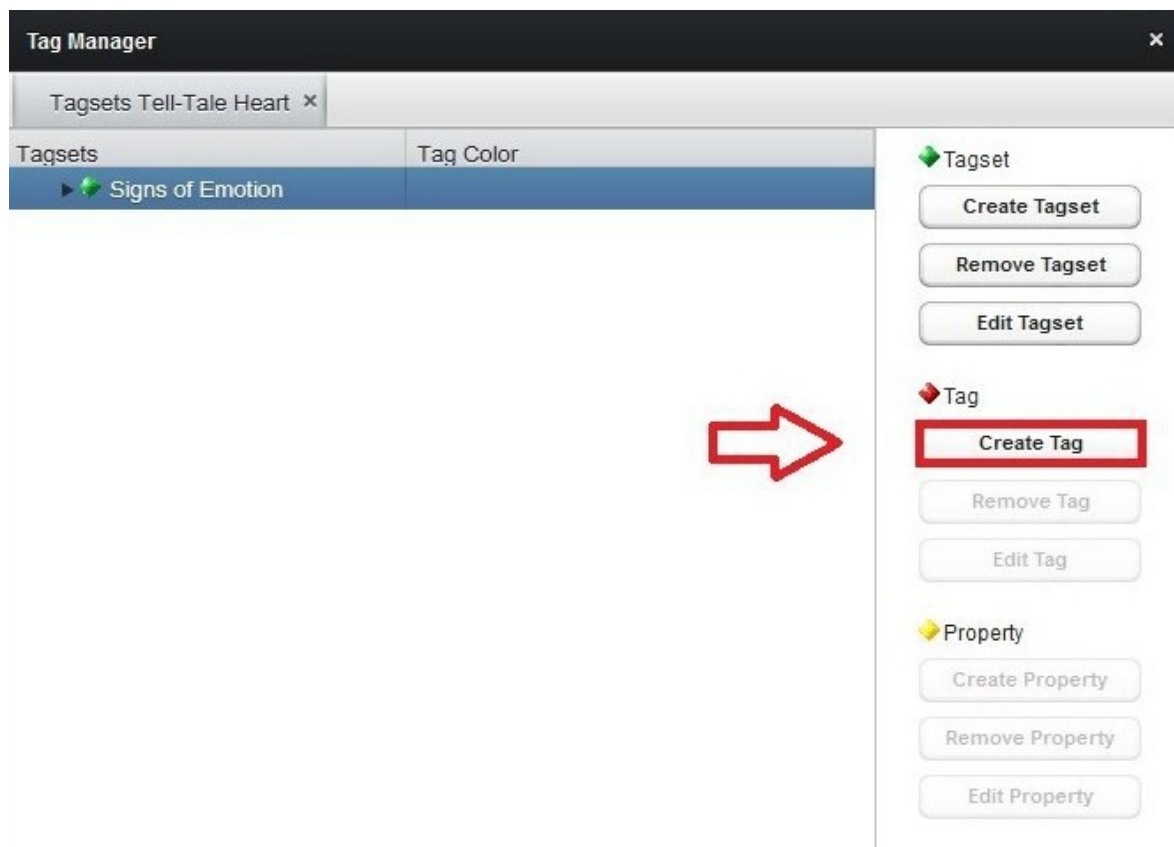 Tag Manager
Tagsets Tell-Tale Heart
Tagsets Tag Color
Signs of Emotion
Tagset
Create Tagset
Remove Tagset
Edit Tagset
Tag
Create Tag
Remove Tag
Edit Tag
Property
Create Property
Remove Property
Edit Property